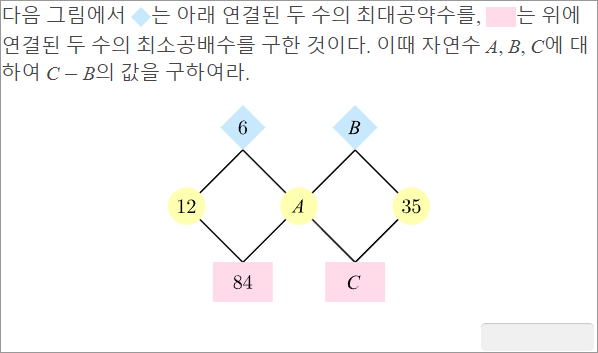 다음 그림에서 는 아래 연결된 두 수의 최대공약수를, 는 위에
연결된 두 수의 최소공배수를 구한 것이다. 이때 자연수 A, B, C에 대
하여 C − B의 값을 구하여라.
6 B
12 A 35
84 C